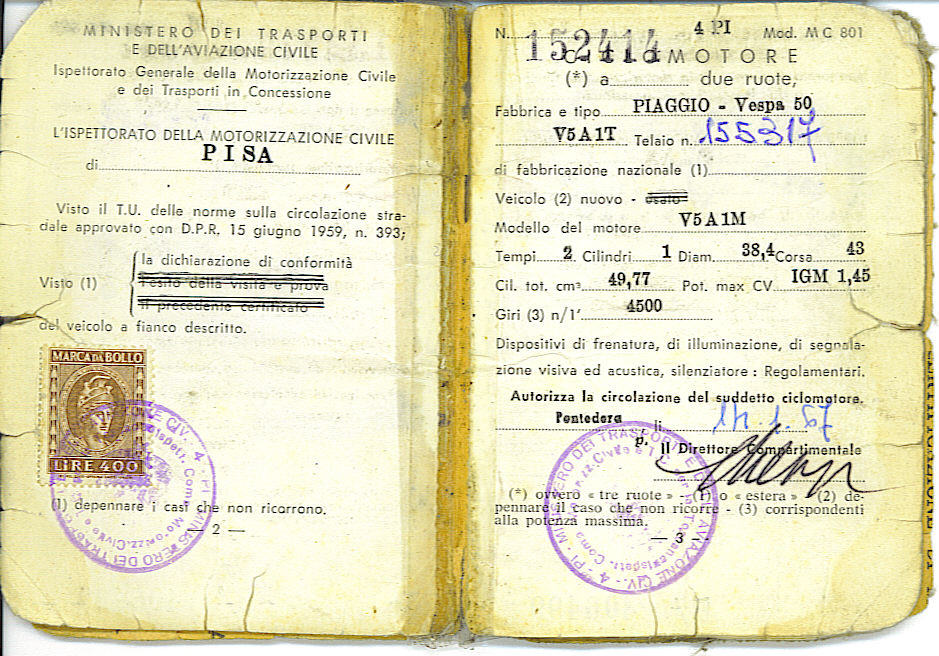 MINISTERO DEI TRASPORTI
E DELL'AVIAZIONE CIVILE
Ispettorato Generale della Motorizzazione Civile
e dei Trasporti in Concessione
L'ISPETTORATO DELLA MOTORIZZAZIONE CIVILE
di PISA
Visto il T.U. delle norme sulla circolazione stra-
dale approvato con D.P.R. 15 giugno 1959, n. 393;
la dichiarazione di conformità
Visto (1) l'esito della visita e prova
il precedente certificato
del veicolo a fianco descritto.
MARCA DA BOLLO
LIRE 400
(1) depennare i casi che non ricorrono.
— 2 —
N. 152414 4 PI Mod. MC 801
CICLOMOTORE
(*) a due ruote,
Fabbrica e tipo PIAGGIO - Vespa 50
V5A1T Telaio n. 155317
di fabbricazione nazionale (1)
Veicolo (2) nuovo - usato
Modello del motore V5A1M
Tempi 2 Cilindri 1 Diam. 38,4 Corsa 43
Cil. tot. cm³ 49,77 Pot. max CV IGM 1,45
Giri (3) n/1' 4500
Dispositivi di frenatura, di illuminazione, di segnala-
zione visiva ed acustica, silenziatore : Regolamentari.
Autorizza la circolazione del suddetto ciclomotore.
Pontedera li 14.1.67
p. Il Direttore Compartimentale
(*) ovvero « tre ruote » - (1) o « estera » - (2) de-
pennare il caso che non ricorre - (3) corrispondenti
alla potenza massima.
— 3 —